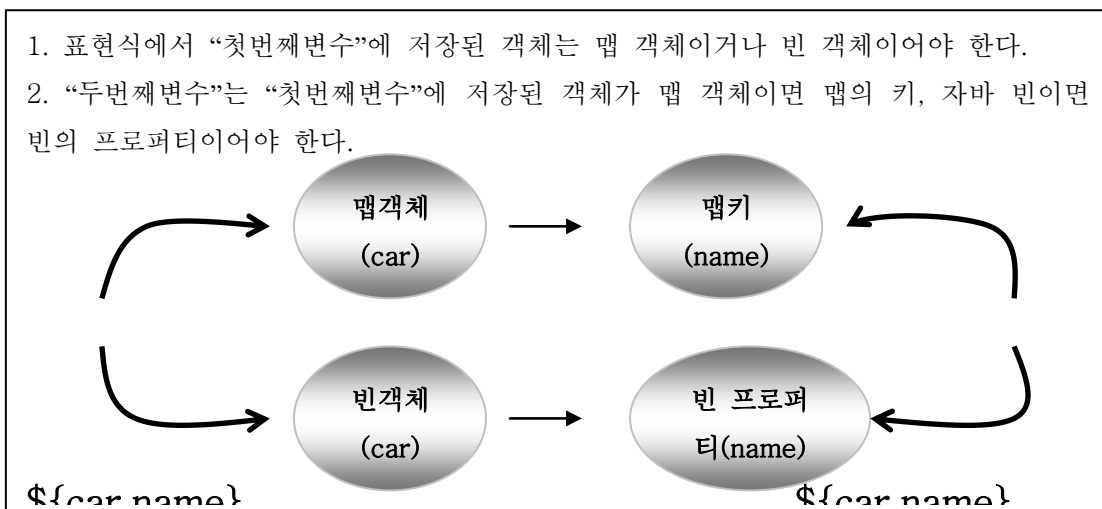 1. 표현식에서 “첫번째변수”에 저장된 객체는 맵 객체이거나 빈 객체이어야 한다.
2. “두번째변수”는 “첫번째변수”에 저장된 객체가 맵 객체이면 맵의 키, 자바 빈이면
빈의 프로퍼티이어야 한다.
맵객체
(car)
맵키
(name)
빈객체
(car)
빈 프로퍼
티(name)
${car.name}
${car.name}